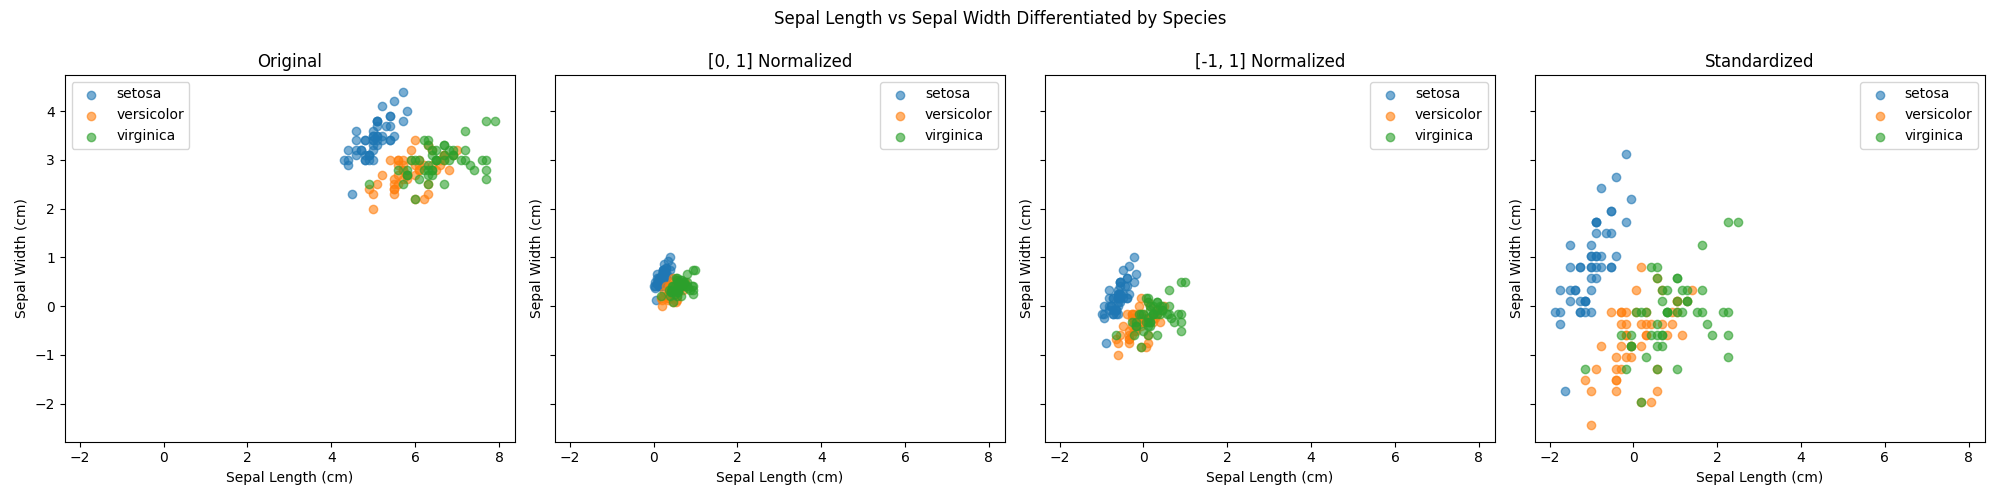 Sepal Length vs Sepal Width Differentiated by Species
Original
setosa
versicolor
virginica
4
3
2
1
0
−1
−2
Sepal Width (cm)
−2 0 2 4 6 8
Sepal Length (cm)
[0, 1] Normalized
setosa
versicolor
virginica
Sepal Width (cm)
−2 0 2 4 6 8
Sepal Length (cm)
[-1, 1] Normalized
setosa
versicolor
virginica
Sepal Width (cm)
−2 0 2 4 6 8
Sepal Length (cm)
Standardized
setosa
versicolor
virginica
Sepal Width (cm)
−2 0 2 4 6 8
Sepal Length (cm)